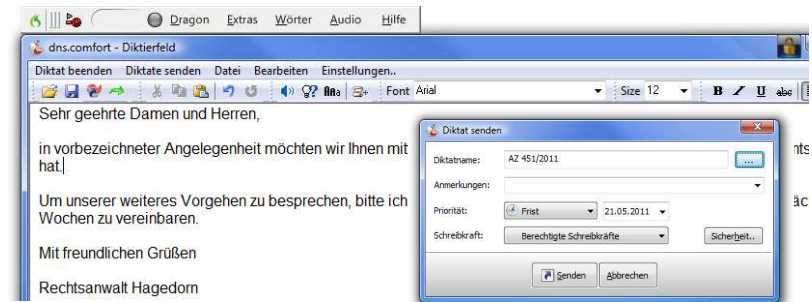 Dragon Extras Wörter Audio Hilfe
dns.comfort - Diktierfeld
Diktat beenden Diktate senden Datei Bearbeiten Einstellungen..
Font Arial Size 12 B I U abc
Sehr geehrte Damen und Herren,
in vorbezeichneter Angelegenheit möchten wir Ihnen mit
hat.
Um unserer weiteres Vorgehen zu besprechen, bitte ich
Wochen zu vereinbaren.
Mit freundlichen Grüßen
Rechtsanwalt Hagedorn
Diktat senden
Diktatname: AZ 451/2011 ...
Anmerkungen:
Priorität: Frist 21.05.2011
Schreibkraft: Berechtigte Schreibkräfte Sicherheit..
Senden Abbrechen